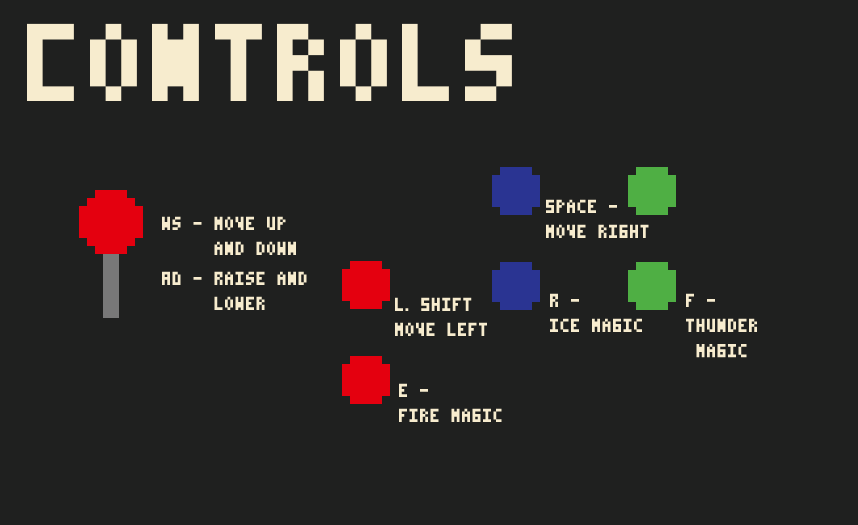 CONTROLS
WS - MOVE UP
AND DOWN
AD - RAISE AND
LOWER
L. SHIFT
MOVE LEFT
E -
FIRE MAGIC
SPACE -
MOVE RIGHT
R -
ICE MAGIC
F -
THUNDER
MAGIC